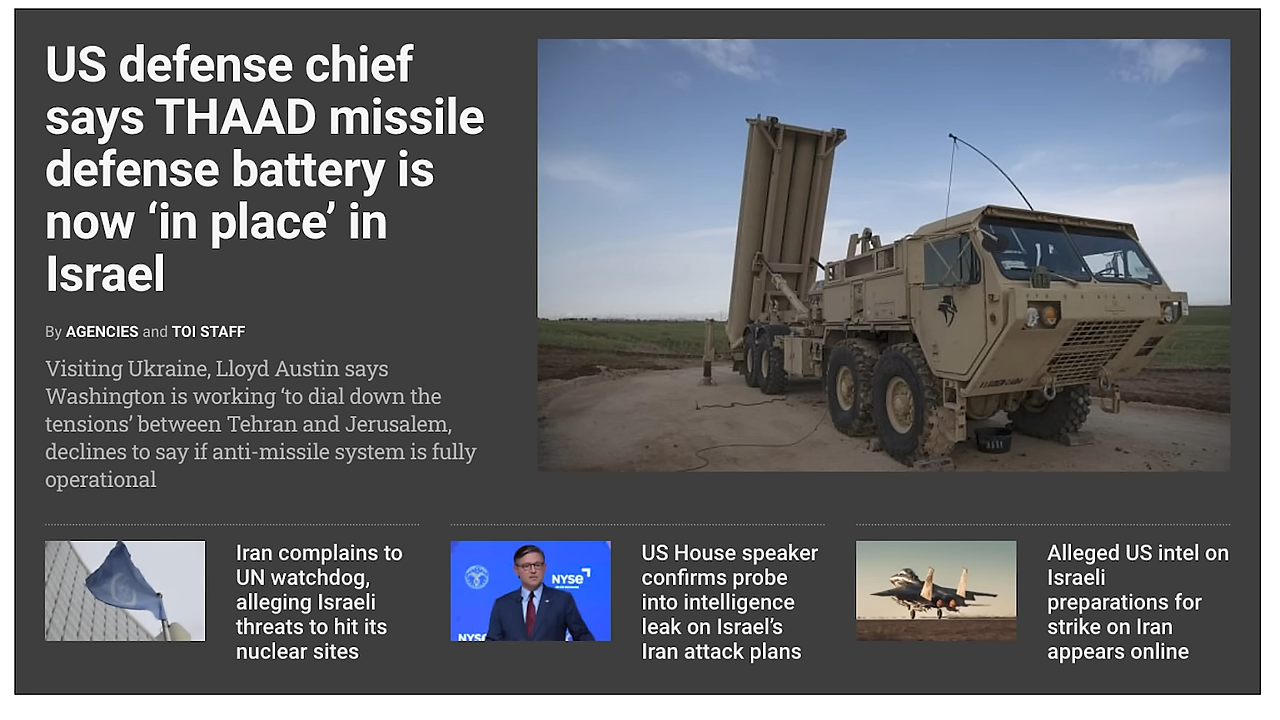 US defense chief
says THAAD missile
defense battery is
now ‘in place’ in
Israel
By AGENCIES and TOI STAFF
Visiting Ukraine, Lloyd Austin says
Washington is working ‘to dial down the
tensions’ between Tehran and Jerusalem,
declines to say if anti-missile system is fully
operational
Iran complains to
UN watchdog,
alleging Israeli
threats to hit its
nuclear sites
NYSE
NYSE
US House speaker
confirms probe
into intelligence
leak on Israel’s
Iran attack plans
Alleged US intel on
Israeli
preparations for
strike on Iran
appears online